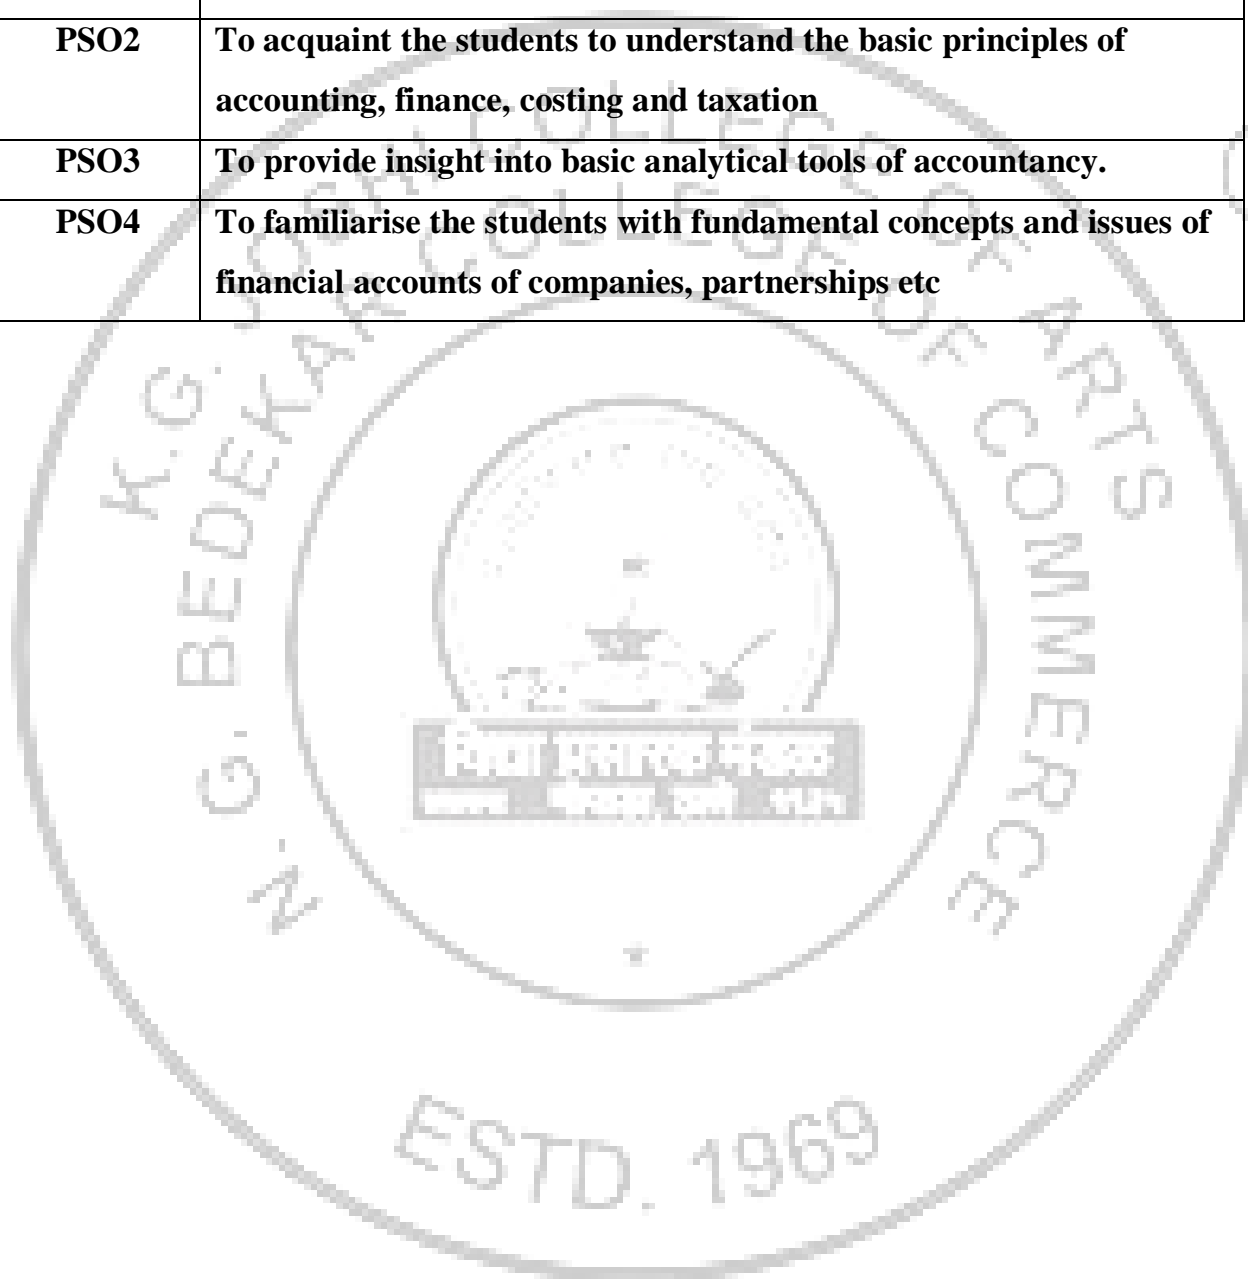 PSO2 To acquaint the students to understand the basic principles of
accounting, finance, costing and taxation
PSO3 To provide insight into basic analytical tools of accountancy.
PSO4 To familiarise the students with fundamental concepts and issues of
financial accounts of companies, partnerships etc
K.G. JOSHI COLLEGE OF ARTS
N. G. BEDEKAR COLLEGE OF COMMERCE
ESTD. 1969